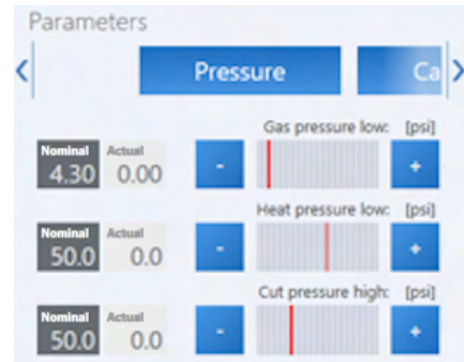 Parameters
Pressure
Ca
Gas pressure low: [psi]
Nominal Actual
4.30 0.00
- +
Heat pressure low: [psi]
Nominal Actual
50.0 0.0
- +
Cut pressure high: [psi]
Nominal Actual
50.0 0.0
- +